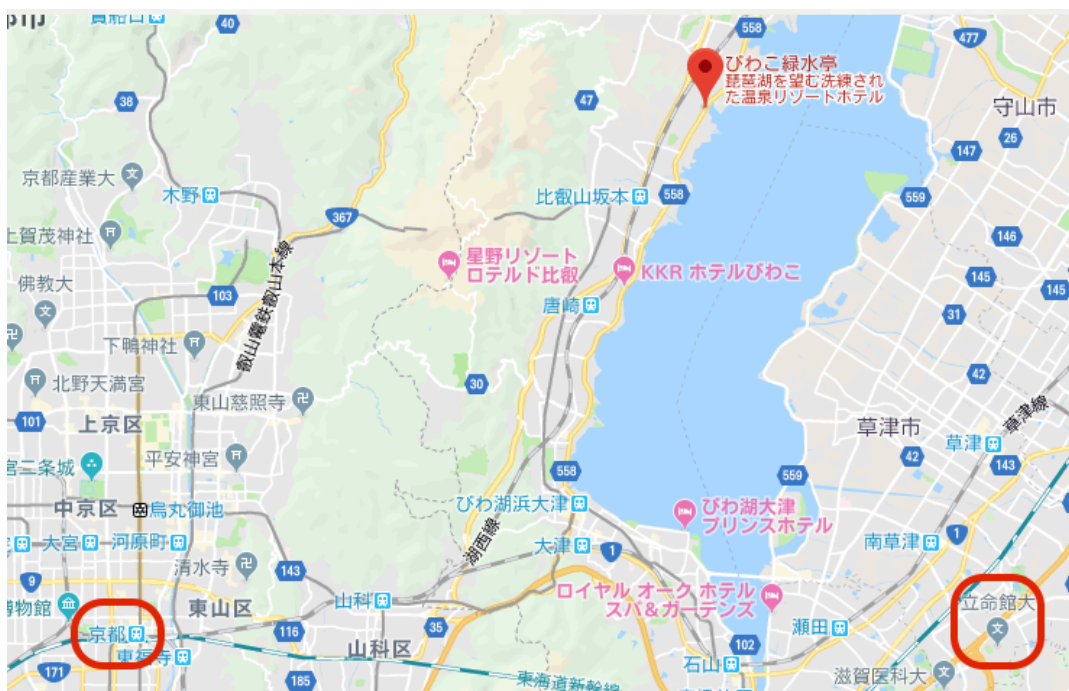 貴船口
40
558
477
びわこ緑水亭
琵琶湖を望む洗練され
た温泉リゾートホテル
38
47
守山市
26
147
京都産業大
木野
比叡山坂本
558
559
367
上賀茂神社
146
星野リゾート
ロテルド比叡
KKR ホテルびわこ
佛教大
103
叡山電鉄叡山本線
145
145
唐崎
31
下鴨神社
北野天満宮
30
42
東山慈照寺
101
上京区
草津市
草津線
草津
平安神宮
42
143
宮二条城
558
559
中京区
烏丸御池
びわ湖浜大津
びわ湖大津
プリンスホテル
湖西線
大宮
河原町
大津
1
南草津
1
清水寺
9
143
博物館
東山区
山科
ロイヤル オーク ホテル
スパ&ガーデンズ
立命館大
京都
116
35
102
瀬田
東福寺
山科区
石山
171
185
東海道新幹線
滋賀医科大